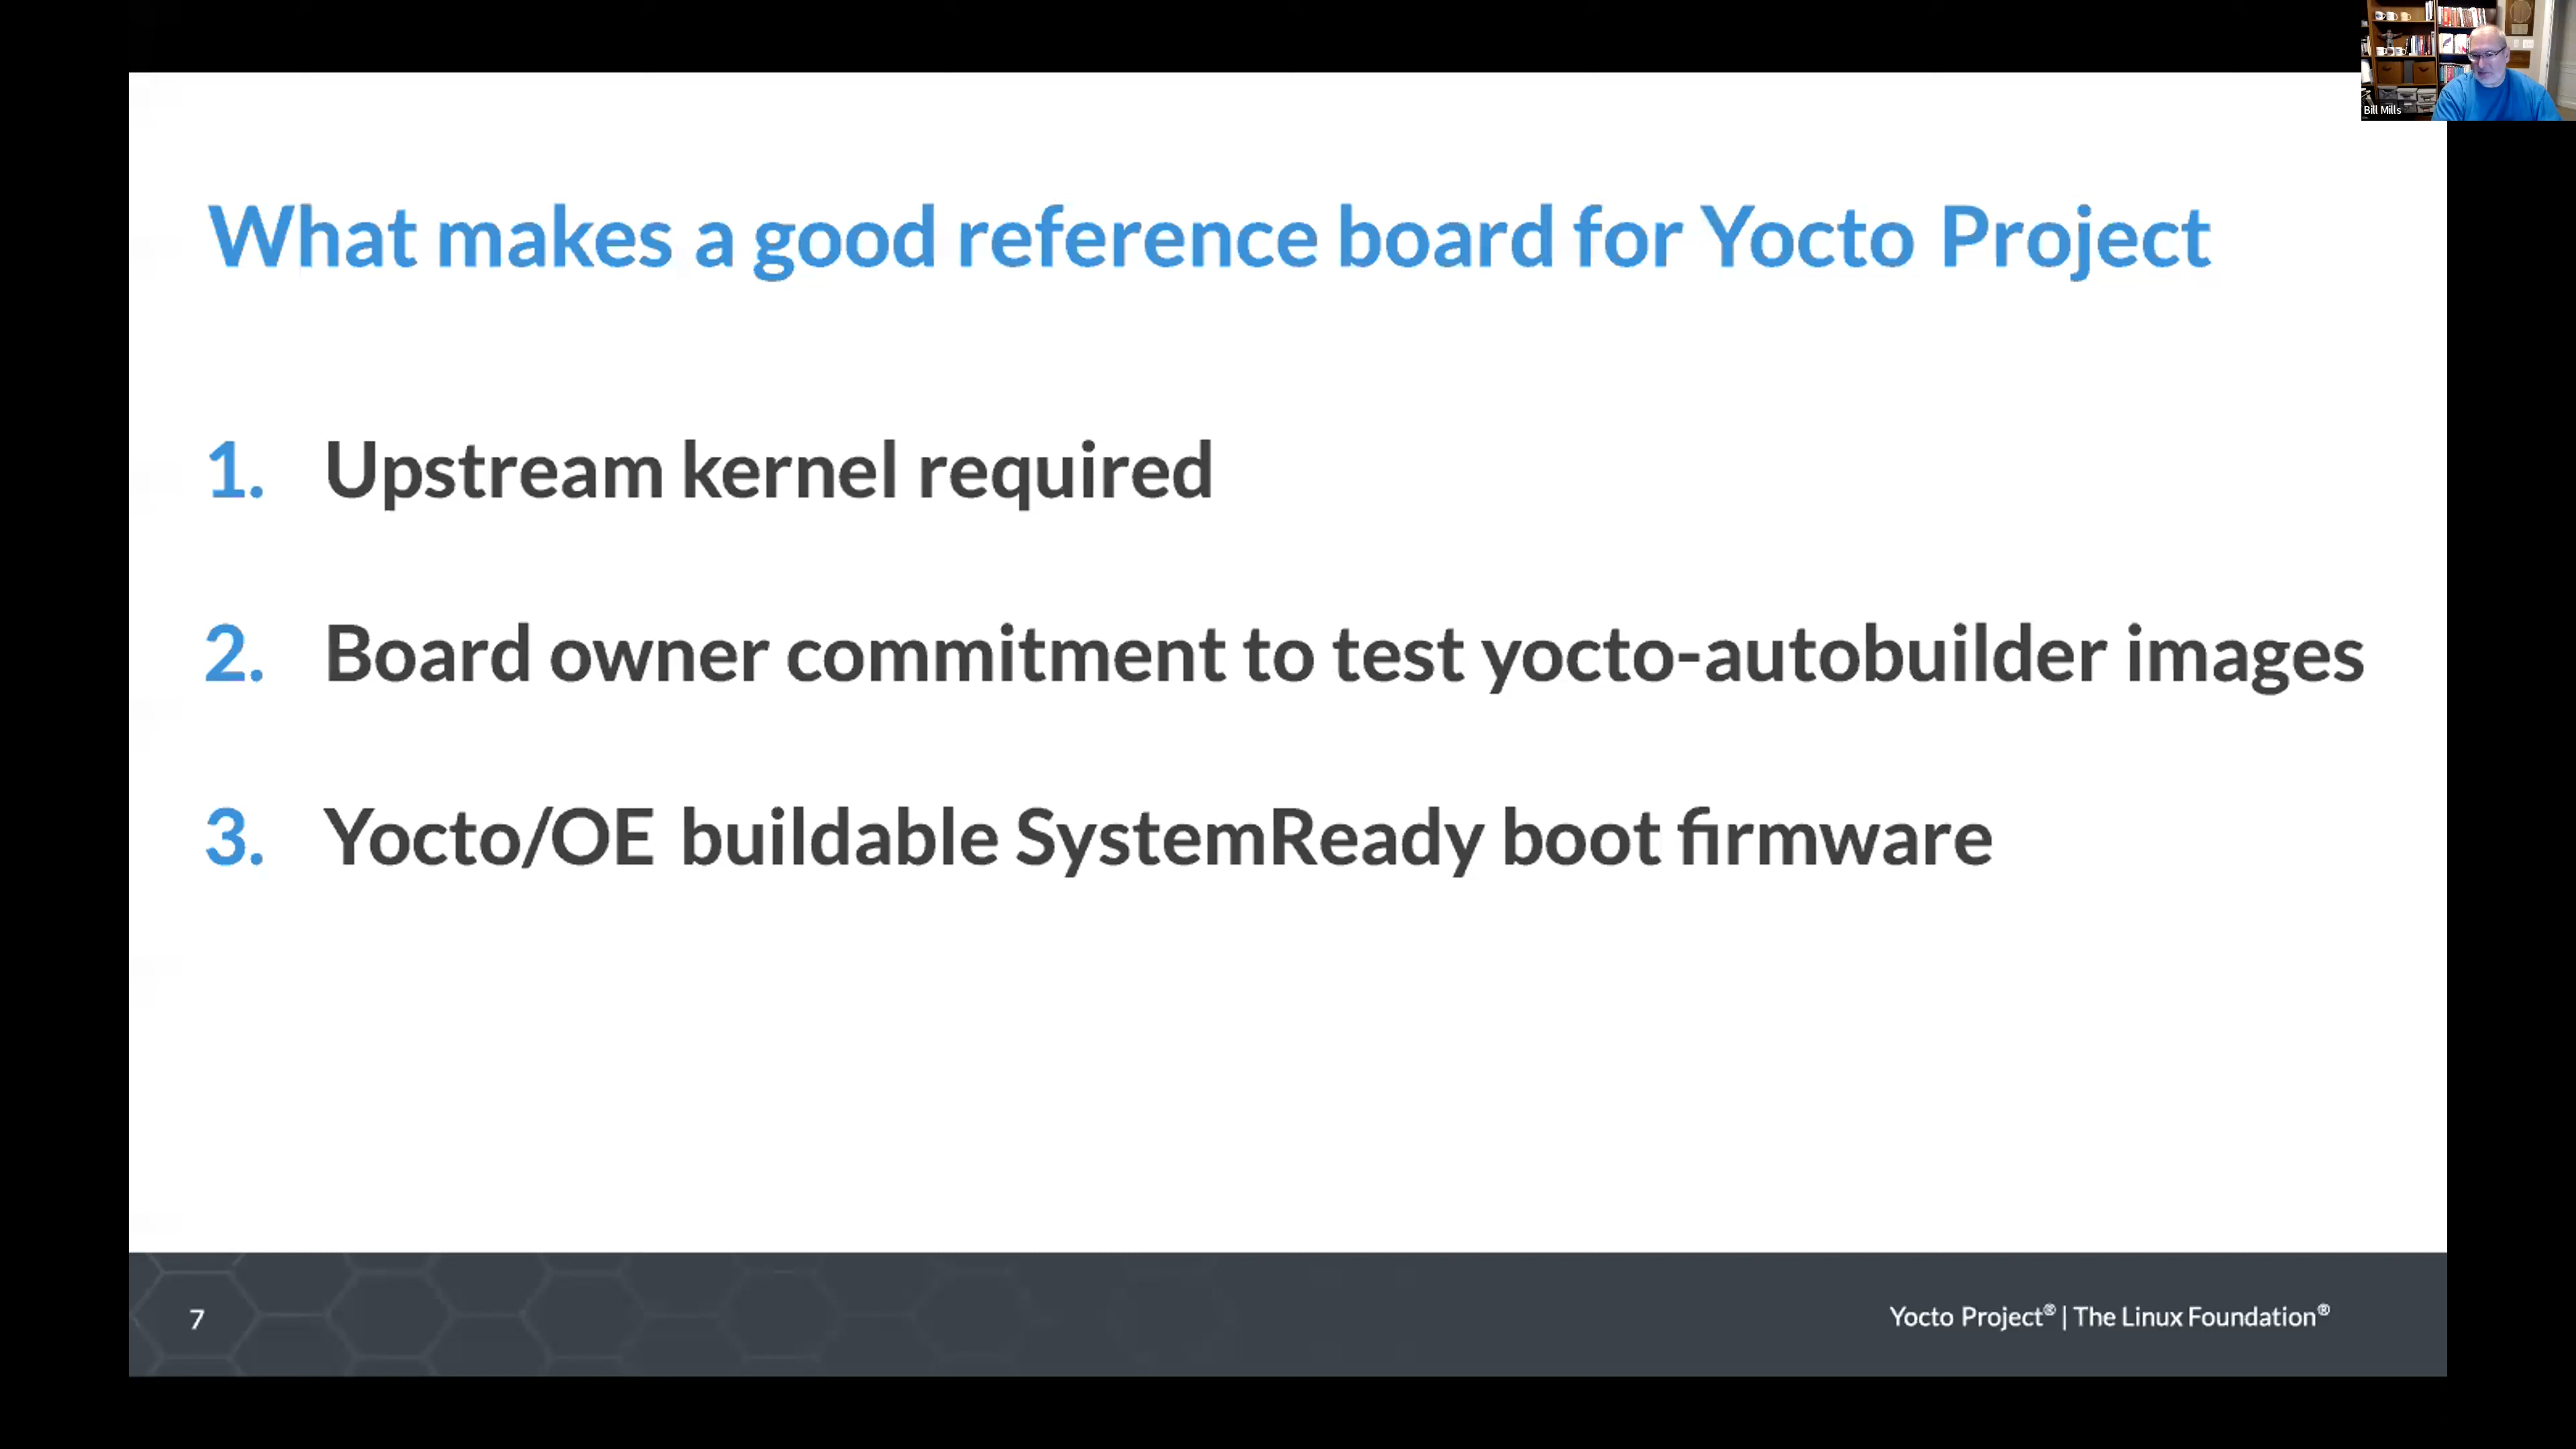 Bill Mills
What makes a good reference board for Yocto Project
1. Upstream kernel required
2. Board owner commitment to test yocto-autobuilder images
3. Yocto/OE buildable SystemReady boot firmware
7
Yocto Project® | The Linux Foundation®